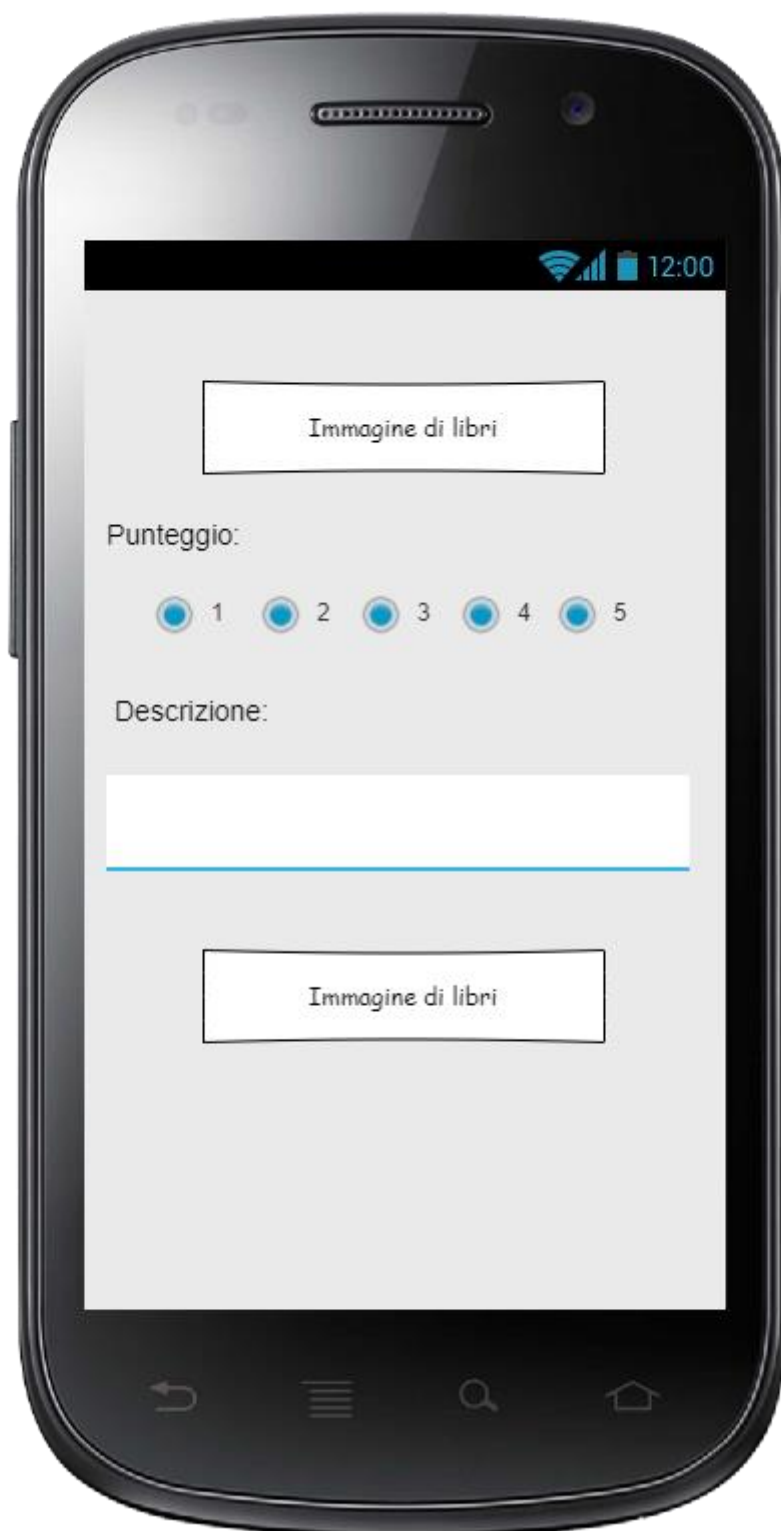 12:00
Immagine di libri
Punteggio:
1 2 3 4 5
Descrizione:
Immagine di libri